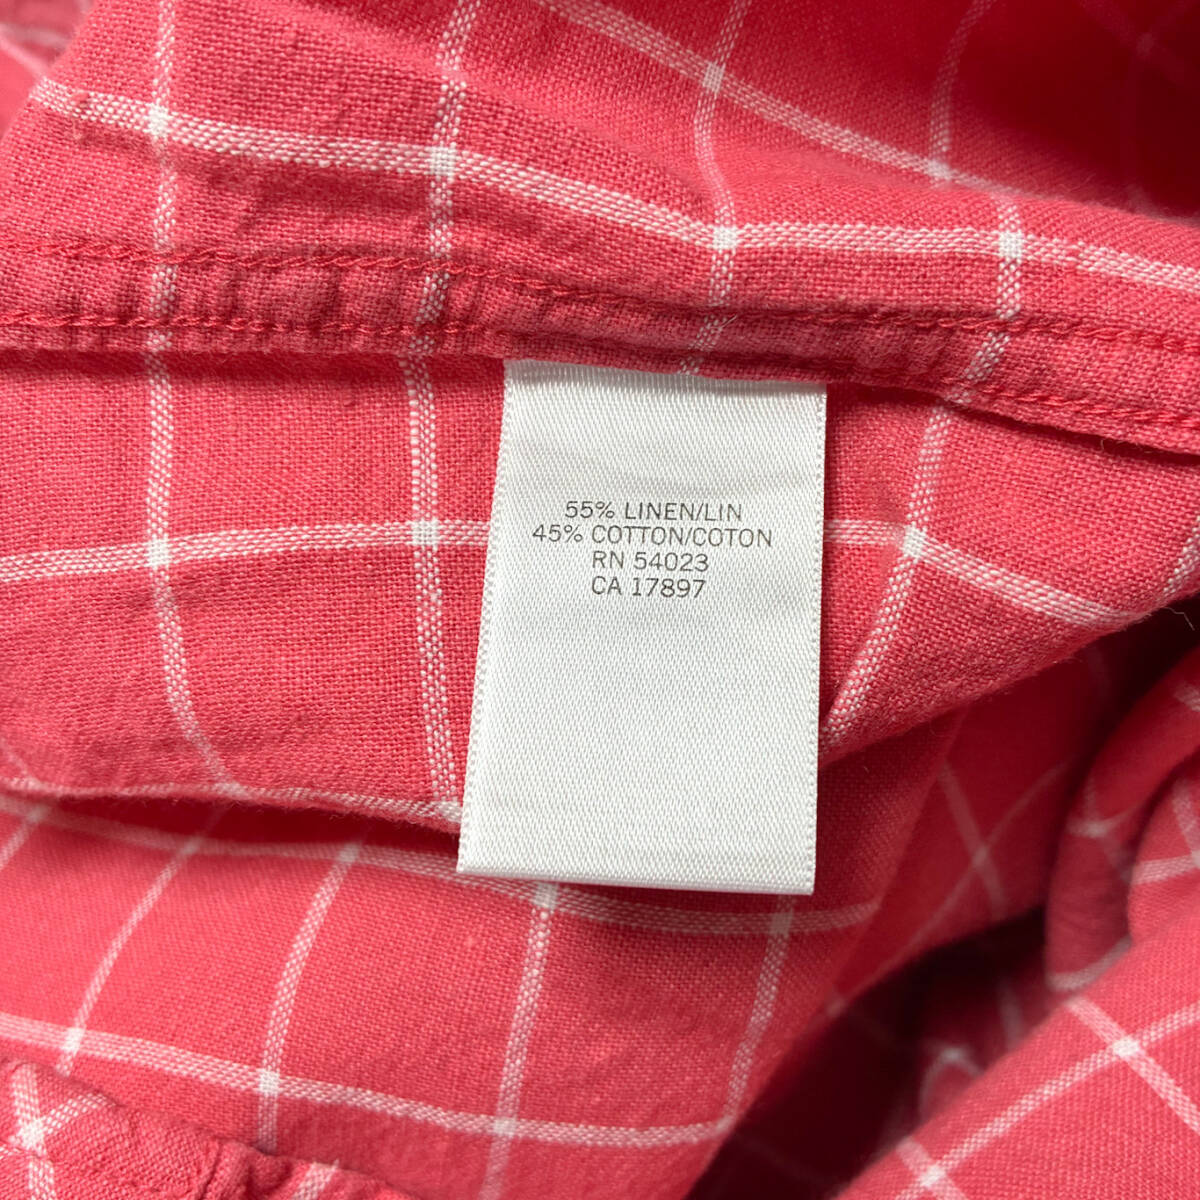 55% LINEN/LIN
45% COTTON/COTON
RN 54023
CA 17897